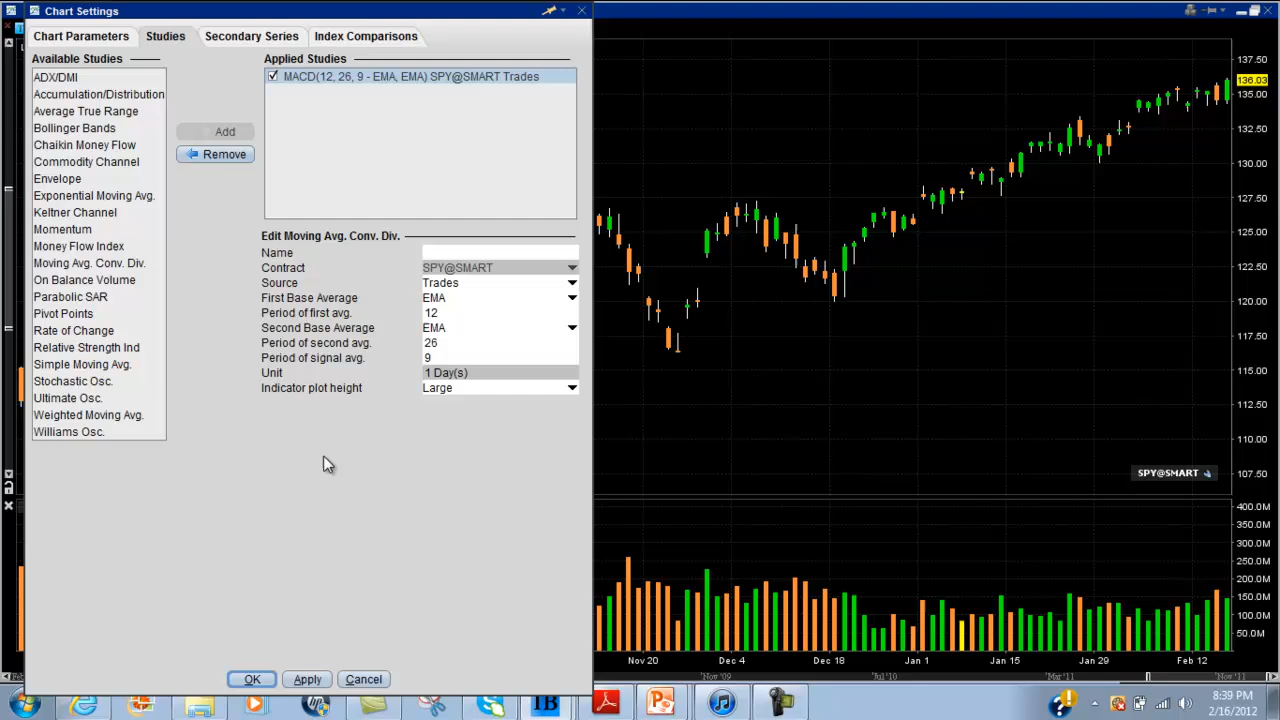 Chart Settings
Chart Parameters
Studies
Secondary Series
Index Comparisons
Available Studies
ADX/DMI
Accumulation/Distribution
Average True Range
Bollinger Bands
Chaikin Money Flow
Commodity Channel
Envelope
Exponential Moving Avg.
Keltner Channel
Momentum
Money Flow Index
Moving Avg. Conv. Div.
On Balance Volume
Parabolic SAR
Pivot Points
Rate of Change
Relative Strength Ind
Simple Moving Avg.
Stochastic Osc.
Ultimate Osc.
Weighted Moving Avg.
Williams Osc.
Add
Remove
Applied Studies
MACD(12, 26, 9 - EMA, EMA) SPY@SMART Trades
Edit Moving Avg. Conv. Div.
Name
Contract SPY@SMART
Source Trades
First Base Average EMA
Period of first avg. 12
Second Base Average EMA
Period of second avg. 26
Period of signal avg. 9
Unit 1 Day(s)
Indicator plot height Large
OK
Apply
Cancel
137.50
136.03
135.00
132.50
130.00
127.50
125.00
122.50
120.00
117.50
115.00
112.50
110.00
107.50
SPY@SMART
400.0M
350.0M
300.0M
250.0M
200.0M
150.0M
100.0M
50.0M
Nov 20
Dec 4
Dec 18
Jan 1
Jan 15
Jan 29
Feb 12
Nov'09
Jul'10
Mar'11
Nov'11
IB
8:39 PM
2/16/2012